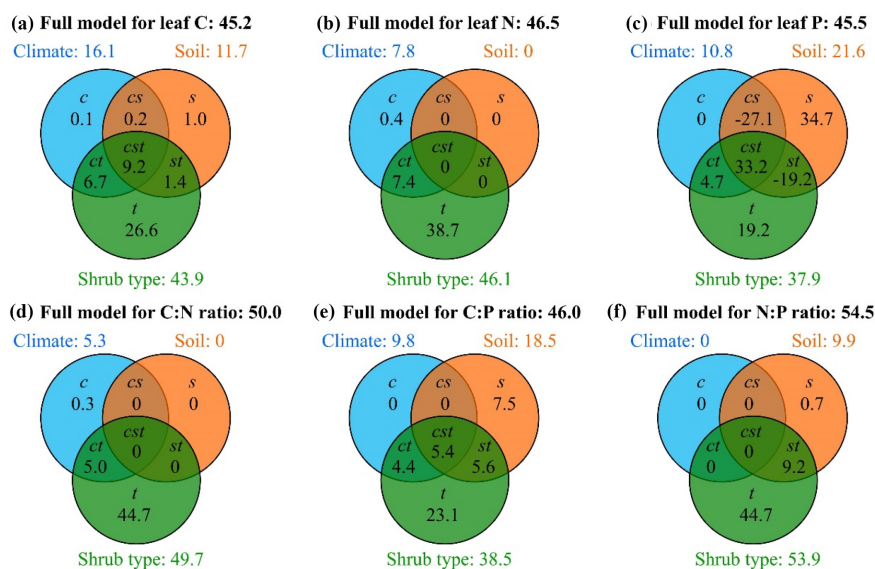 (a) Full model for leaf C: 45.2
Climate: 16.1 Soil: 11.7
c cs s
0.1 0.2 1.0
cst
ct 9.2 st
6.7 1.4
t
26.6
Shrub type: 43.9
(b) Full model for leaf N: 46.5
Climate: 7.8 Soil: 0
c cs s
0.4 0 0
cst
ct 0 st
7.4 0
t
38.7
Shrub type: 46.1
(c) Full model for leaf P: 45.5
Climate: 10.8 Soil: 21.6
c cs s
0 -27.1 34.7
cst
ct 33.2 st
4.7 -19.2
t
19.2
Shrub type: 37.9
(d) Full model for C:N ratio: 50.0
Climate: 5.3 Soil: 0
c cs s
0.3 0 0
cst
ct 0 st
5.0 0
t
44.7
Shrub type: 49.7
(e) Full model for C:P ratio: 46.0
Climate: 9.8 Soil: 18.5
c cs s
0 0 7.5
cst
ct 5.4 st
4.4 5.6
t
23.1
Shrub type: 38.5
(f) Full model for N:P ratio: 54.5
Climate: 0 Soil: 9.9
c cs s
0 0 0.7
cst
ct 0 st
0 9.2
t
44.7
Shrub type: 53.9